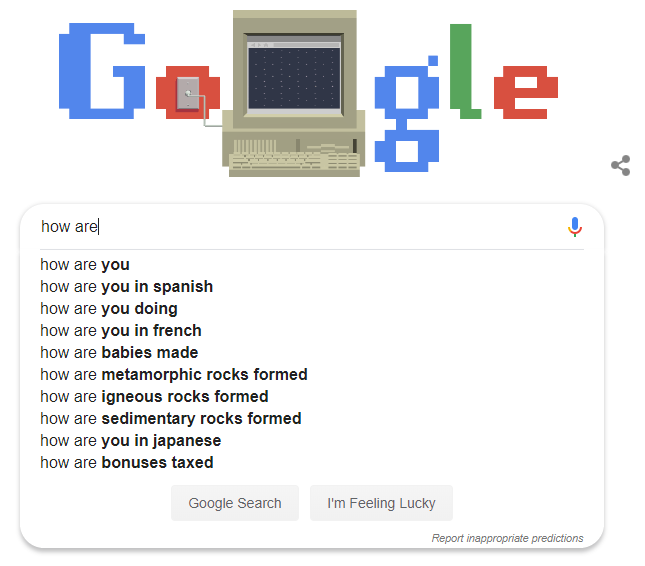 Google
how are
how are you
how are you in spanish
how are you doing
how are you in french
how are babies made
how are metamorphic rocks formed
how are igneous rocks formed
how are sedimentary rocks formed
how are you in japanese
how are bonuses taxed
Google Search I'm Feeling Lucky
Report inappropriate predictions